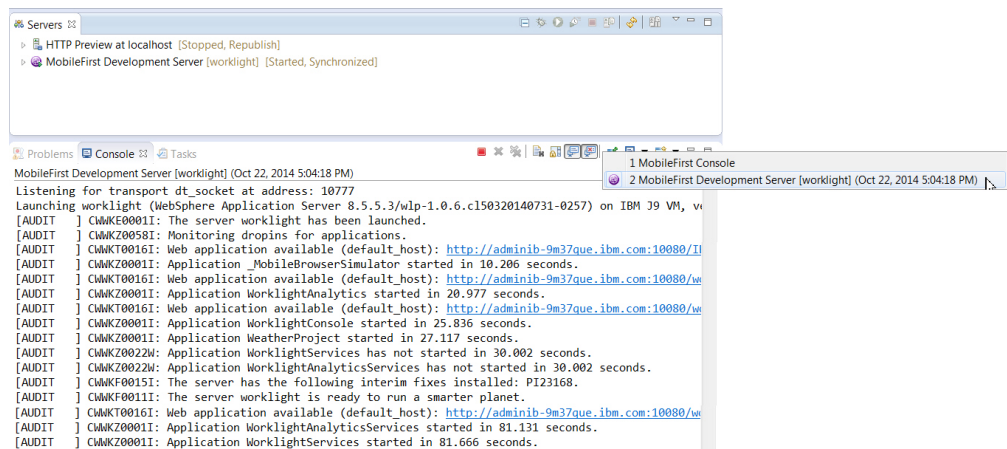 Servers
HTTP Preview at localhost [Stopped, Republish]
MobileFirst Development Server [worklight] [Started, Synchronized]
Problems Console Tasks
1 MobileFirst Console
2 MobileFirst Development Server [worklight] (Oct 22, 2014 5:04:18 PM)
MobileFirst Development Server [worklight] (Oct 22, 2014 5:04:18 PM)
Listening for transport dt_socket at address: 10777
Launching worklight (WebSphere Application Server 8.5.5.3/wlp-1.0.6.cl50320140731-0257) on IBM J9 VM, ve
[AUDIT   ] CWWKE0001I: The server worklight has been launched.
[AUDIT   ] CWWKZ0058I: Monitoring dropins for applications.
[AUDIT   ] CWWKT0016I: Web application available (default_host): http://adminib-9m37que.ibm.com:10080/IB
[AUDIT   ] CWWKZ0001I: Application _MobileBrowserSimulator started in 10.206 seconds.
[AUDIT   ] CWWKT0016I: Web application available (default_host): http://adminib-9m37que.ibm.com:10080/wo
[AUDIT   ] CWWKZ0001I: Application WorklightAnalytics started in 20.977 seconds.
[AUDIT   ] CWWKT0016I: Web application available (default_host): http://adminib-9m37que.ibm.com:10080/wo
[AUDIT   ] CWWKZ0001I: Application WorklightConsole started in 25.836 seconds.
[AUDIT   ] CWWKZ0001I: Application WeatherProject started in 27.117 seconds.
[AUDIT   ] CWWKZ0022W: Application WorklightServices has not started in 30.002 seconds.
[AUDIT   ] CWWKZ0022W: Application WorklightAnalyticsServices has not started in 30.002 seconds.
[AUDIT   ] CWWKF0015I: The server has the following interim fixes installed: PI23168.
[AUDIT   ] CWWKF0011I: The server worklight is ready to run a smarter planet.
[AUDIT   ] CWWKT0016I: Web application available (default_host): http://adminib-9m37que.ibm.com:10080/wo
[AUDIT   ] CWWKZ0001I: Application WorklightAnalyticsServices started in 81.131 seconds.
[AUDIT   ] CWWKZ0001I: Application WorklightServices started in 81.666 seconds.